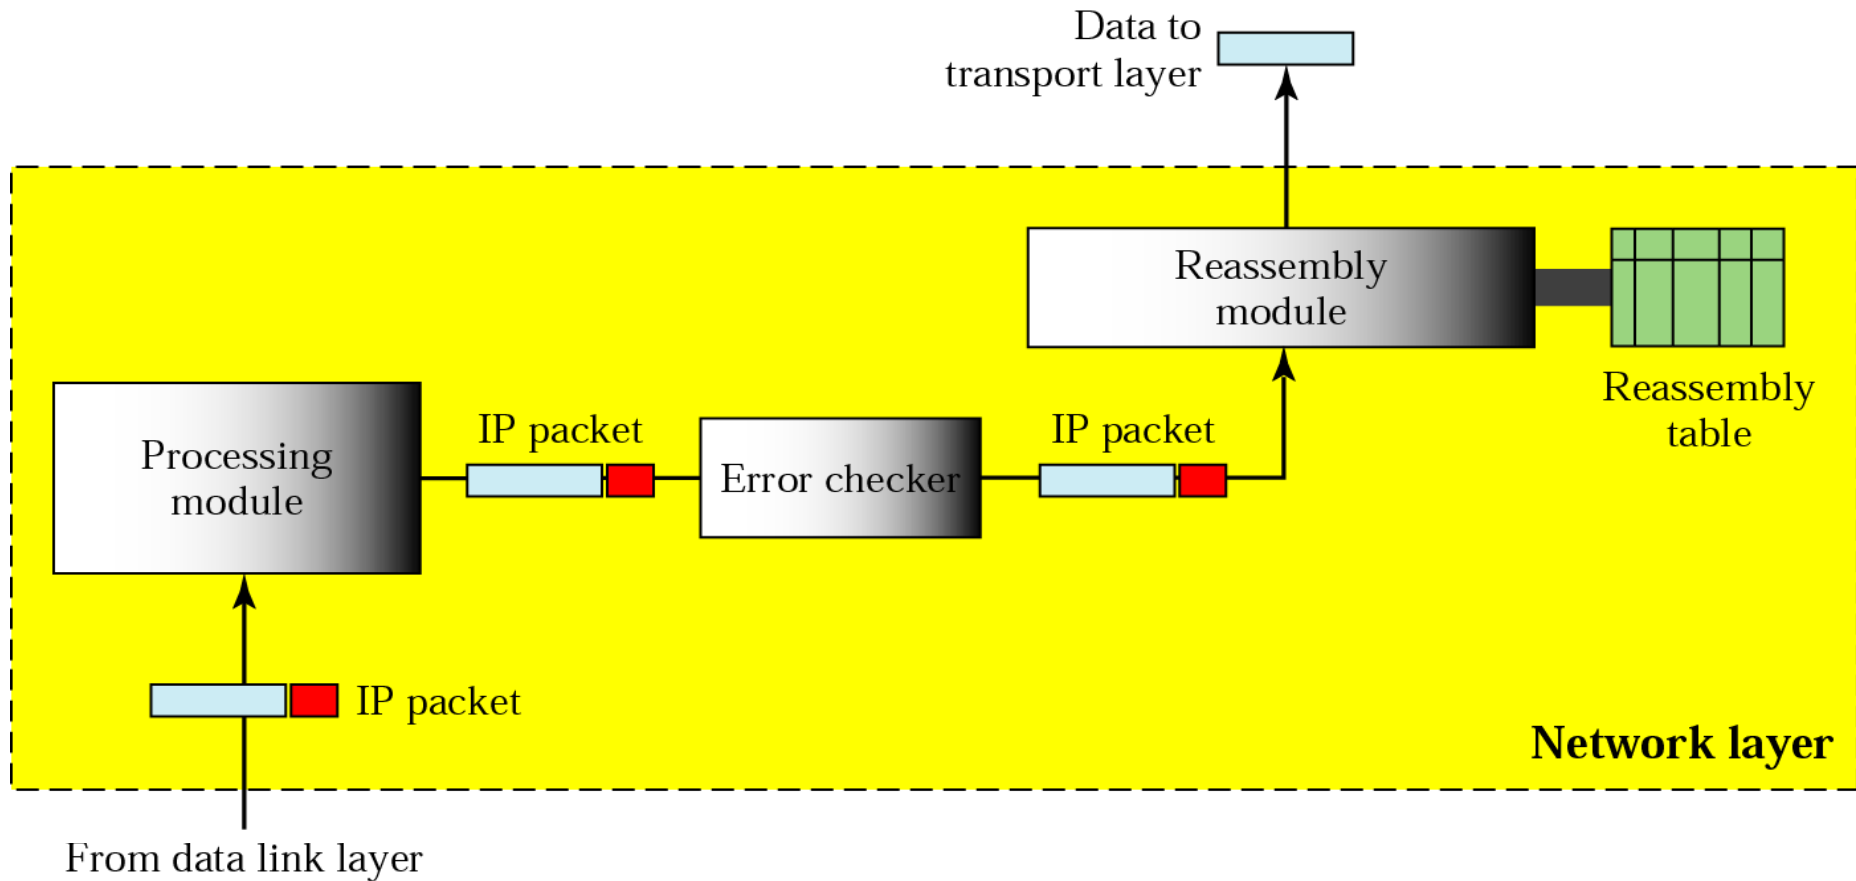 Data to
transport layer
Reassembly
module
Reassembly
table
IP packet
IP packet
Processing
module
Error checker
IP packet
Network layer
From data link layer